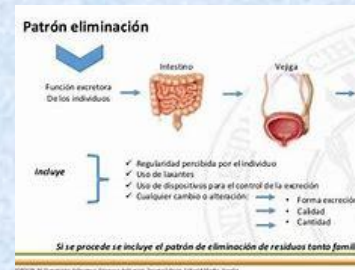 Patrón eliminación
Intestino
Vejiga
Función excretora
De los individuos
Incluye
✓ Regularidad percibida por el individuo
✓ Uso de laxantes
✓ Uso de dispositivos para el control de la excreción
✓ Cualquier cambio o alteración:
• Forma excreción
• Calidad
• Cantidad
Si se procede se incluye el patrón de eliminación de residuos tanto famil